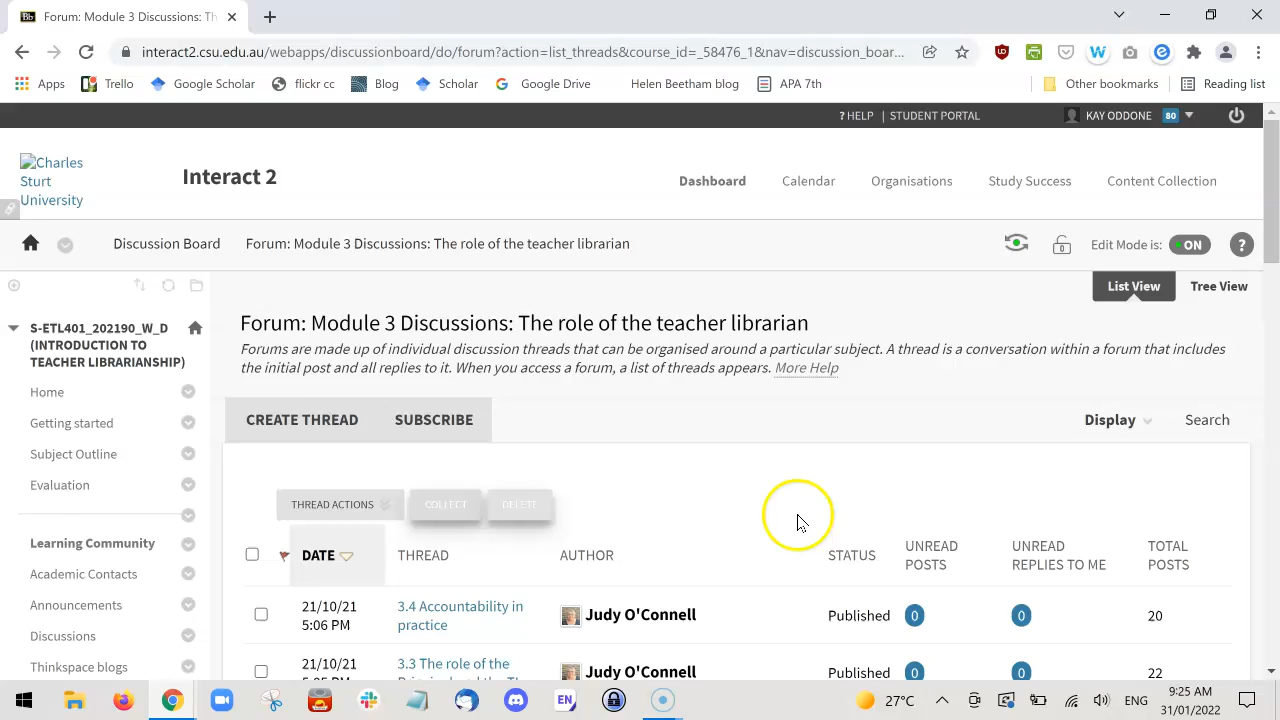 Forum: Module 3 Discussions: Th
interact2.csu.edu.au/webapps/discussionboard/do/forum?action=list_threads&course_id=_58476_1&nav=discussion_boar...
Apps Trello Google Scholar flickr cc Blog Scholar Google Drive Helen Beetham blog APA 7th Other bookmarks Reading list
? HELP | STUDENT PORTAL KAY ODDONE 80
Charles
Sturt
University
Interact 2
Dashboard Calendar Organisations Study Success Content Collection
Discussion Board Forum: Module 3 Discussions: The role of the teacher librarian Edit Mode is: ON ?
List View Tree View
S-ETL401_202190_W_D
(INTRODUCTION TO
TEACHER LIBRARIANSHIP)
Home
Getting started
Subject Outline
Evaluation
Learning Community
Academic Contacts
Announcements
Discussions
Thinkspace blogs
Forum: Module 3 Discussions: The role of the teacher librarian
Forums are made up of individual discussion threads that can be organised around a particular subject. A thread is a conversation within a forum that includes
the initial post and all replies to it. When you access a forum, a list of threads appears. More Help
CREATE THREAD SUBSCRIBE Display Search
THREAD ACTIONS COLLECT DELETE
DATE THREAD AUTHOR STATUS UNREAD POSTS UNREAD REPLIES TO ME TOTAL POSTS
21/10/21 5:06 PM 3.4 Accountability in practice Judy O'Connell Published 0 0 20
21/10/21 3.3 The role of the Judy O'Connell Published 0 0 22
27°C ENG 9:25 AM
31/01/2022